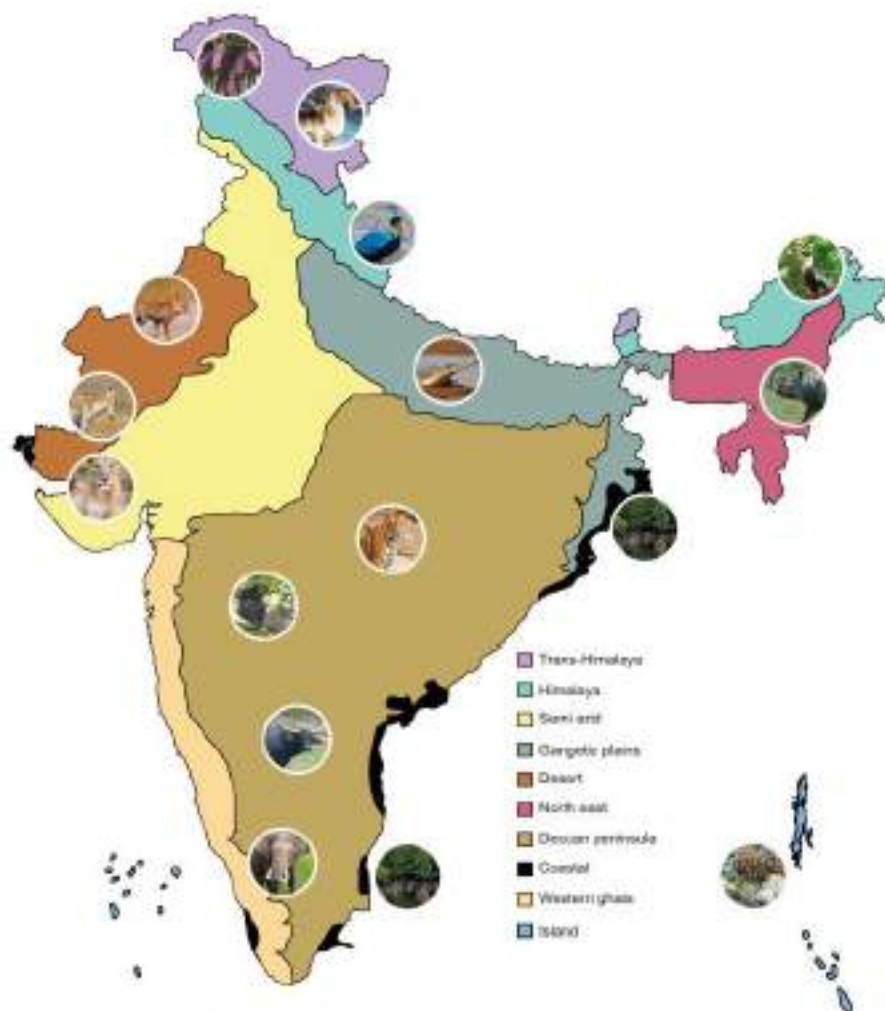 Trans-Himalaya
Himalaya
Semi arid
Gangetic plains
Desert
North east
Deccan peninsula
Coastal
Western ghats
Island